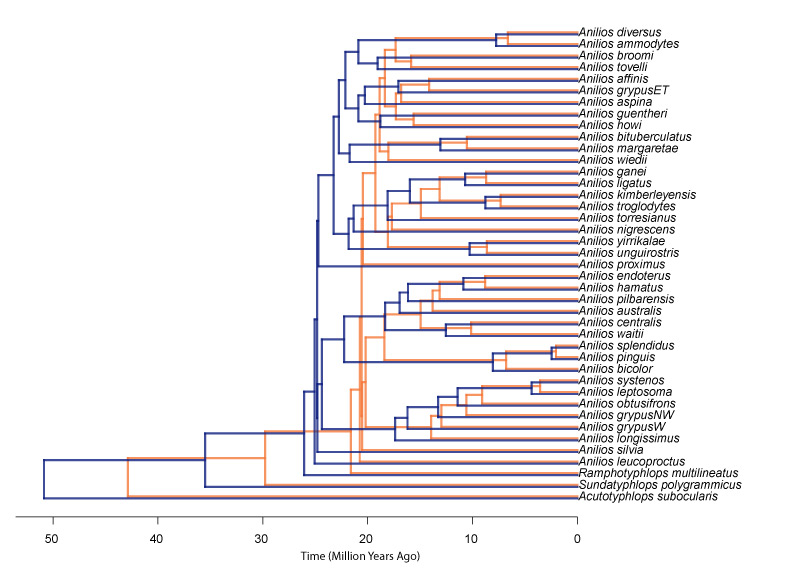 Anilios diversus
Anilios ammodytes
Anilios broomi
Anilios tovelli
Anilios affinis
Anilios grypusET
Anilios aspina
Anilios guentheri
Anilios howi
Anilios bituberculatus
Anilios margaretae
Anilios wiedii
Anilios ganei
Anilios ligatus
Anilios kimberleyensis
Anilios troglodytes
Anilios torresianus
Anilios nigrescens
Anilios yirrikalae
Anilios unguirostris
Anilios proximus
Anilios endoterus
Anilios hamatus
Anilios pilbarensis
Anilios australis
Anilios centralis
Anilios waitii
Anilios splendidus
Anilios pinguis
Anilios bicolor
Anilios systenos
Anilios leptosoma
Anilios obtusifrons
Anilios grypusNW
Anilios grypusW
Anilios longissimus
Anilios silvia
Anilios leucoproctus
Ramphotyphlops multilineatus
Sundatyphlops polygrammicus
Acutotyphlops subocularis
50 40 30 20 10 0
Time (Million Years Ago)